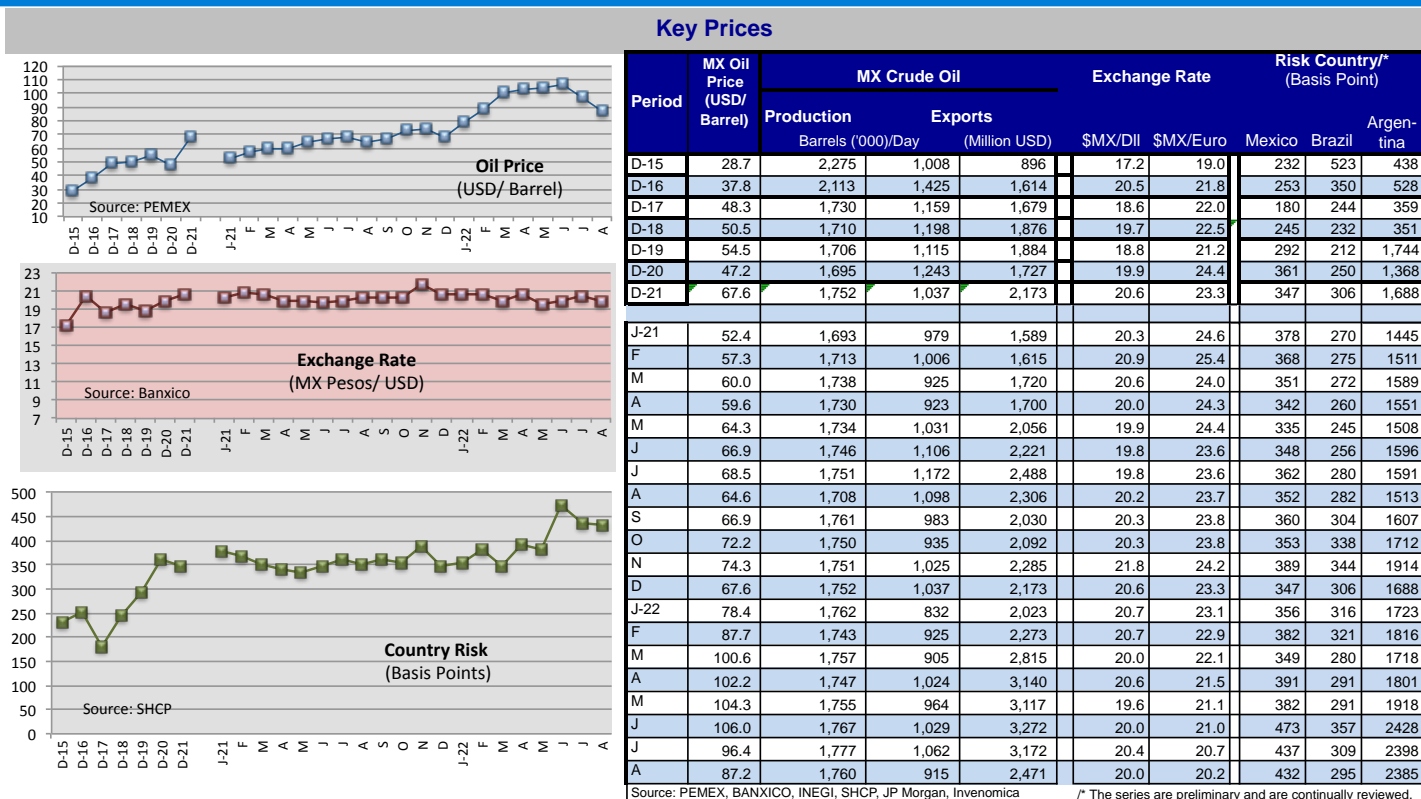 Key Prices
120
110
100
90
80
70
60
50
40
30
20
10
Oil Price
(USD/ Barrel)
Source: PEMEX
D-15 D-16 D-17 D-18 D-19 D-20 D-21 J-21 F M A M J J A S O N D J-22 F M A M J J A
23
21
19
17
15
13
11
9
7
Exchange Rate
(MX Pesos/ USD)
Source: Banxico
D-15 D-16 D-17 D-18 D-19 D-20 D-21 J-21 F M A M J J A S O N D J-22 F M A M J J A
500
450
400
350
300
250
200
150
100
50
0
Country Risk
(Basis Points)
Source: SHCP
D-15 D-16 D-17 D-18 D-19 D-20 D-21 J-21 F M A M J J A S O N D J-22 F M A M J J A
Period
MX Oil
Price
(USD/
Barrel)
MX Crude Oil
Exchange Rate
Risk Country/*
(Basis Point)
Production Exports
Barrels ('000)/Day (Million USD) $MX/Dll $MX/Euro Mexico Brazil Argen-
tina
D-15 28.7 2,275 1,008 896 17.2 19.0 232 523 438
D-16 37.8 2,113 1,425 1,614 20.5 21.8 253 350 528
D-17 48.3 1,730 1,159 1,679 18.6 22.0 180 244 359
D-18 50.5 1,710 1,198 1,876 19.7 22.5 245 232 351
D-19 54.5 1,706 1,115 1,884 18.8 21.2 292 212 1,744
D-20 47.2 1,695 1,243 1,727 19.9 24.4 361 250 1,368
D-21 67.6 1,752 1,037 2,173 20.6 23.3 347 306 1,688
J-21 52.4 1,693 979 1,589 20.3 24.6 378 270 1445
F 57.3 1,713 1,006 1,615 20.9 25.4 368 275 1511
M 60.0 1,738 925 1,720 20.6 24.0 351 272 1589
A 59.6 1,730 923 1,700 20.0 24.3 342 260 1551
M 64.3 1,734 1,031 2,056 19.9 24.4 335 245 1508
J 66.9 1,746 1,106 2,221 19.8 23.6 348 256 1596
J 68.5 1,751 1,172 2,488 19.8 23.6 362 280 1591
A 64.6 1,708 1,098 2,306 20.2 23.7 352 282 1513
S 66.9 1,761 983 2,030 20.3 23.8 360 304 1607
O 72.2 1,750 935 2,092 20.3 23.8 353 338 1712
N 74.3 1,751 1,025 2,285 21.8 24.2 389 344 1914
D 67.6 1,752 1,037 2,173 20.6 23.3 347 306 1688
J-22 78.4 1,762 832 2,023 20.7 23.1 356 316 1723
F 87.7 1,743 925 2,273 20.7 22.9 382 321 1816
M 100.6 1,757 905 2,815 20.0 22.1 349 280 1718
A 102.2 1,747 1,024 3,140 20.6 21.5 391 291 1801
M 104.3 1,755 964 3,117 19.6 21.1 382 291 1918
J 106.0 1,767 1,029 3,272 20.0 21.0 473 357 2428
J 96.4 1,777 1,062 3,172 20.4 20.7 437 309 2398
A 87.2 1,760 915 2,471 20.0 20.2 432 295 2385
Source: PEMEX, BANXICO, INEGI, SHCP, JP Morgan, Invenomica /* The series are preliminary and are continually reviewed.